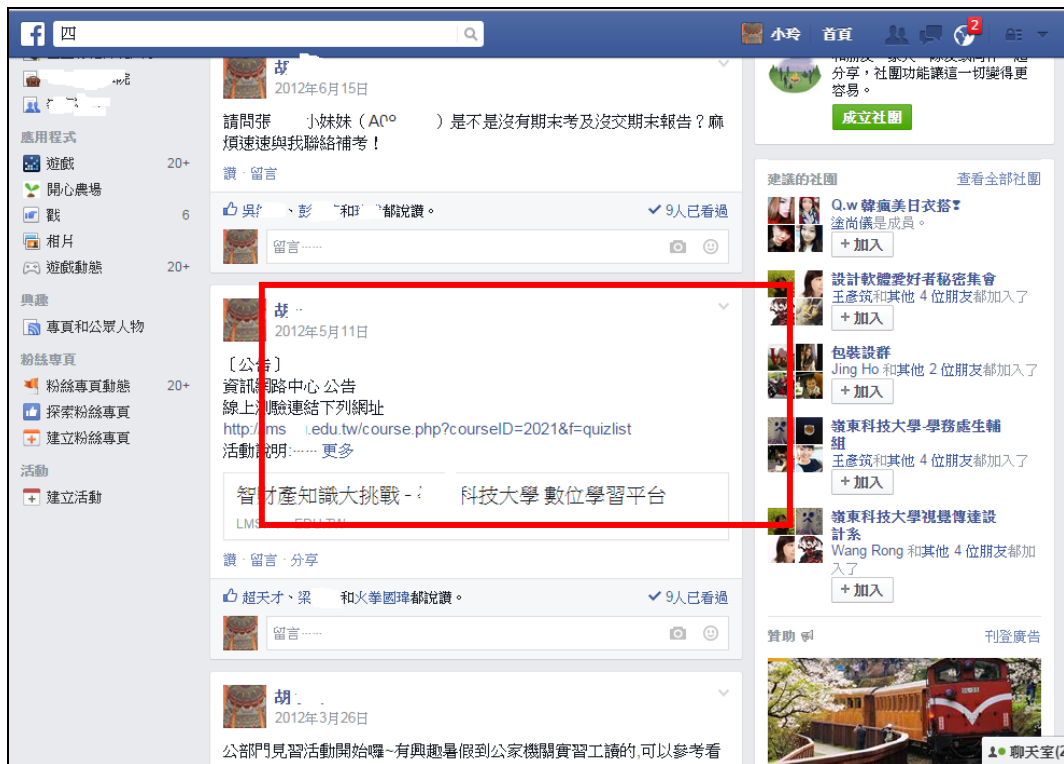 四
小玲 首頁
2
20+
應用程式
遊戲 20+
開心農場
戳 6
相片
遊戲動態 20+
興趣
專頁和公眾人物
粉絲專頁
粉絲專頁動態 20+
探索粉絲專頁
建立粉絲專頁
活動
建立活動
胡
2012年6月15日
請問張 小妹妹（A ）是不是沒有期末考及沒交期末報告？麻
煩速速與我聯絡補考！
讚 · 留言
吳 、彭 和 都說讚。 9人已看過
留言……
胡
2012年5月11日
〔公告〕
資訊網路中心 公告
線上測驗連結下列網址
http://lms .edu.tw/course.php?courseID=2021&f=quizlist
活動說明:…… 更多
智財產知識大挑戰 - 科技大學 數位學習平台
LMS EDU.TW
讚 · 留言 · 分享
超天才、梁 和火拳國瑋都說讚。 9人已看過
留言……
胡
2012年3月26日
公部門見習活動開始囉~有興趣暑假到公家機關實習工讀的,可以參考看
分享，社團功能讓這一切變得更
容易。
成立社團
建議的社團 查看全部社團
Q.w 韓瘋美日衣搭❣
塗尚儀是成員。
+加入
設計軟體愛好者秘密集會
王彥筑和其他 4 位朋友都加入了
+加入
包裝設群
Jing Ho 和其他 2 位朋友都加入了
+加入
嶺東科技大學-學務處生輔
組
王彥筑和其他 4 位朋友都加入了
+加入
嶺東科技大學視覺傳達設
計系
Wang Rong 和其他 4 位朋友都加
入了
+加入
贊助 刊登廣告
聊天室(2